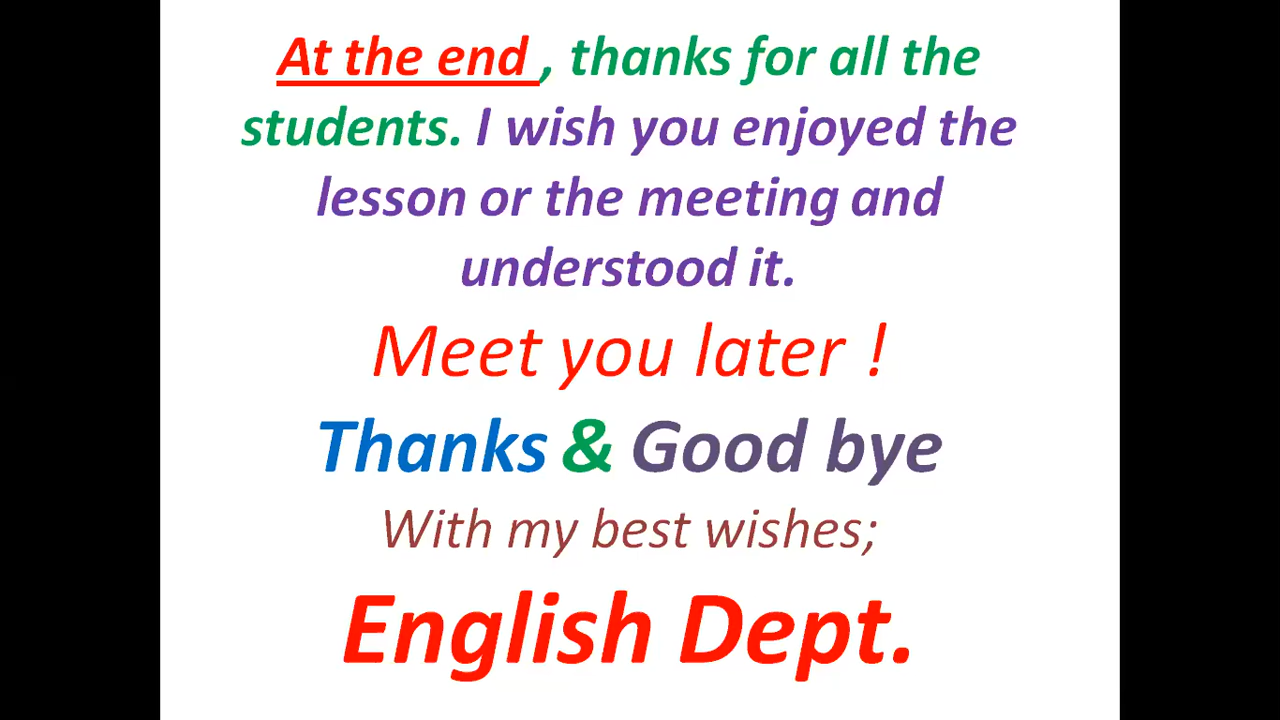 At the end , thanks for all the
students. I wish you enjoyed the
lesson or the meeting and
understood it.
Meet you later !
Thanks & Good bye
With my best wishes;
English Dept.